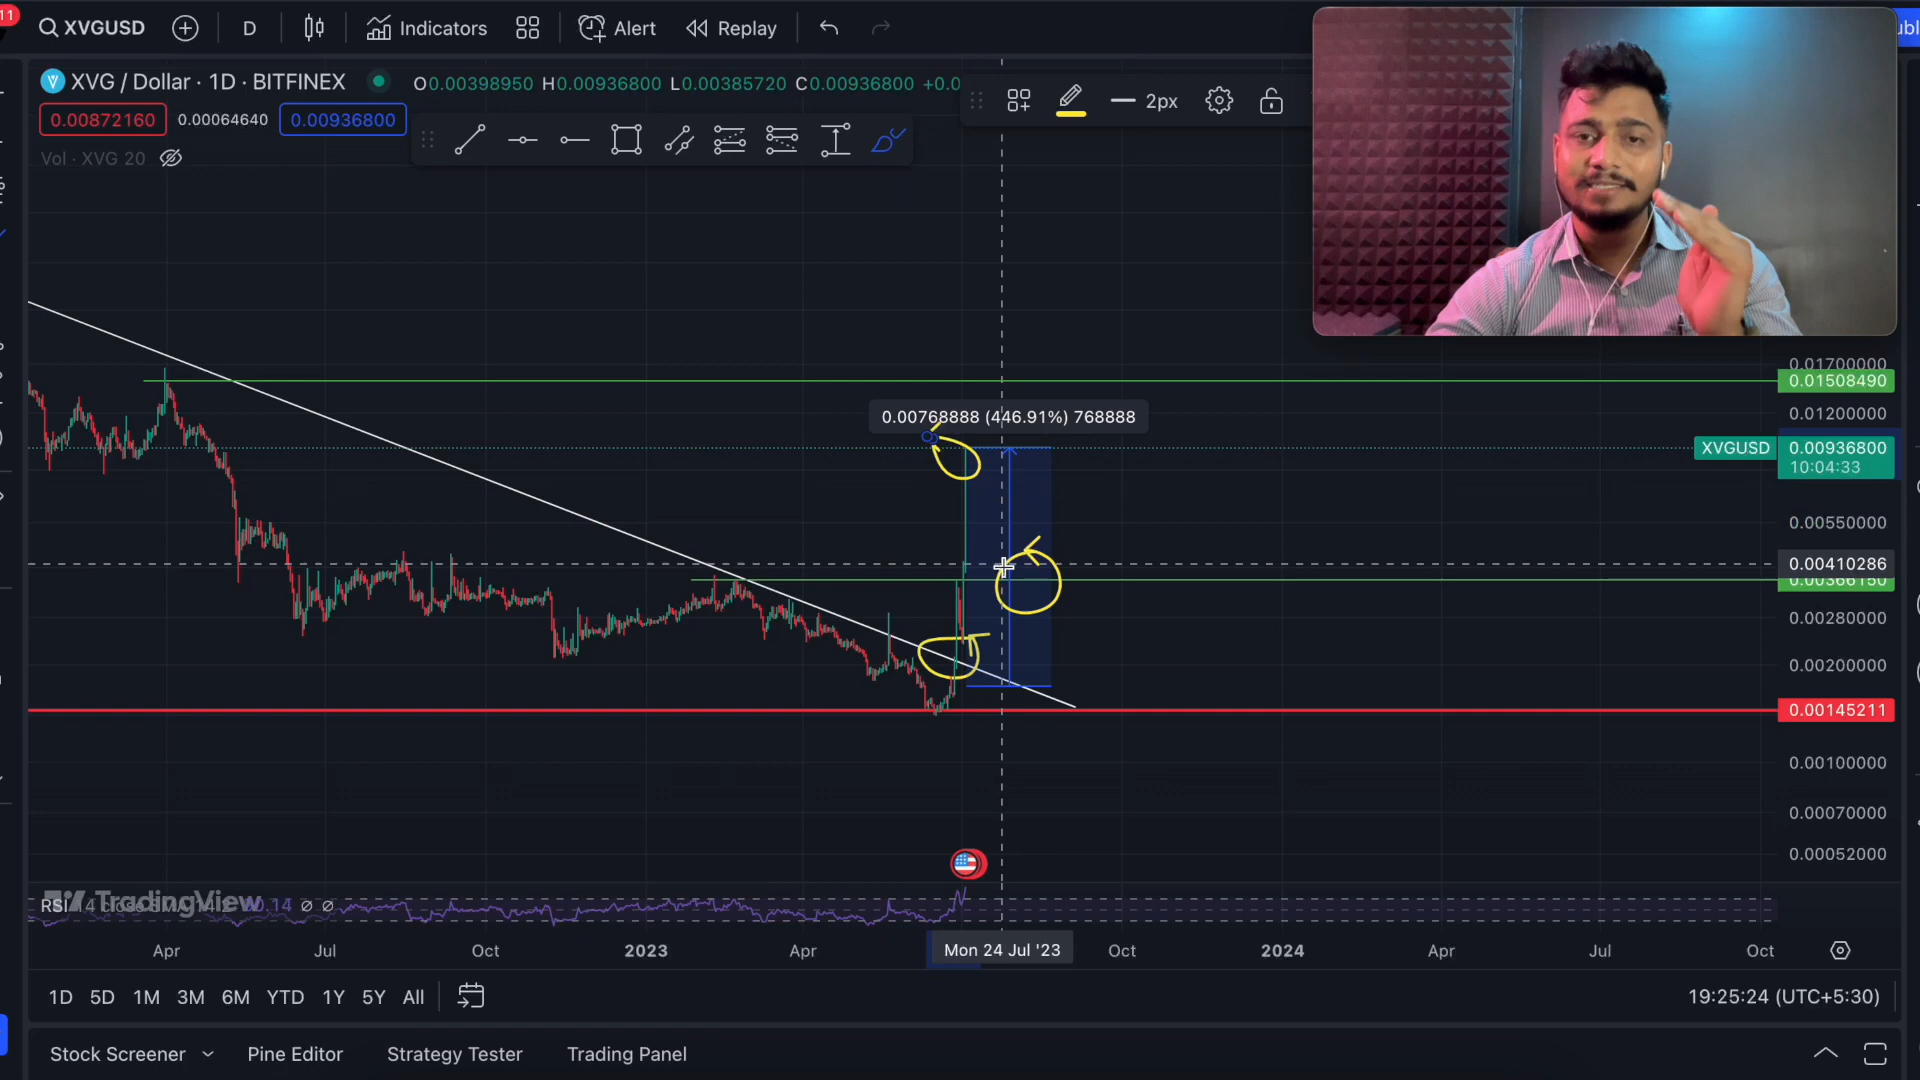 11
XVGUSD
D
Indicators
Alert
Replay
XVG / Dollar · 1D · BITFINEX
O0.00398950 H0.00936800 L0.00385720 C0.00936800 +0.0
2px
0.00872160
0.00064640
0.00936800
Vol · XVG 20
0.01700000
0.01508490
0.00768888 (446.91%) 768888
0.01200000
XVGUSD
0.00936800
10:04:33
0.00550000
0.00410286
0.00366150
0.00280000
0.00200000
0.00145211
0.00100000
0.00070000
0.00052000
TradingView
RSI
Apr
Jul
Oct
2023
Apr
Mon 24 Jul '23
Oct
2024
Apr
Jul
Oct
1D 5D 1M 3M 6M YTD 1Y 5Y All
19:25:24 (UTC+5:30)
Stock Screener
Pine Editor
Strategy Tester
Trading Panel